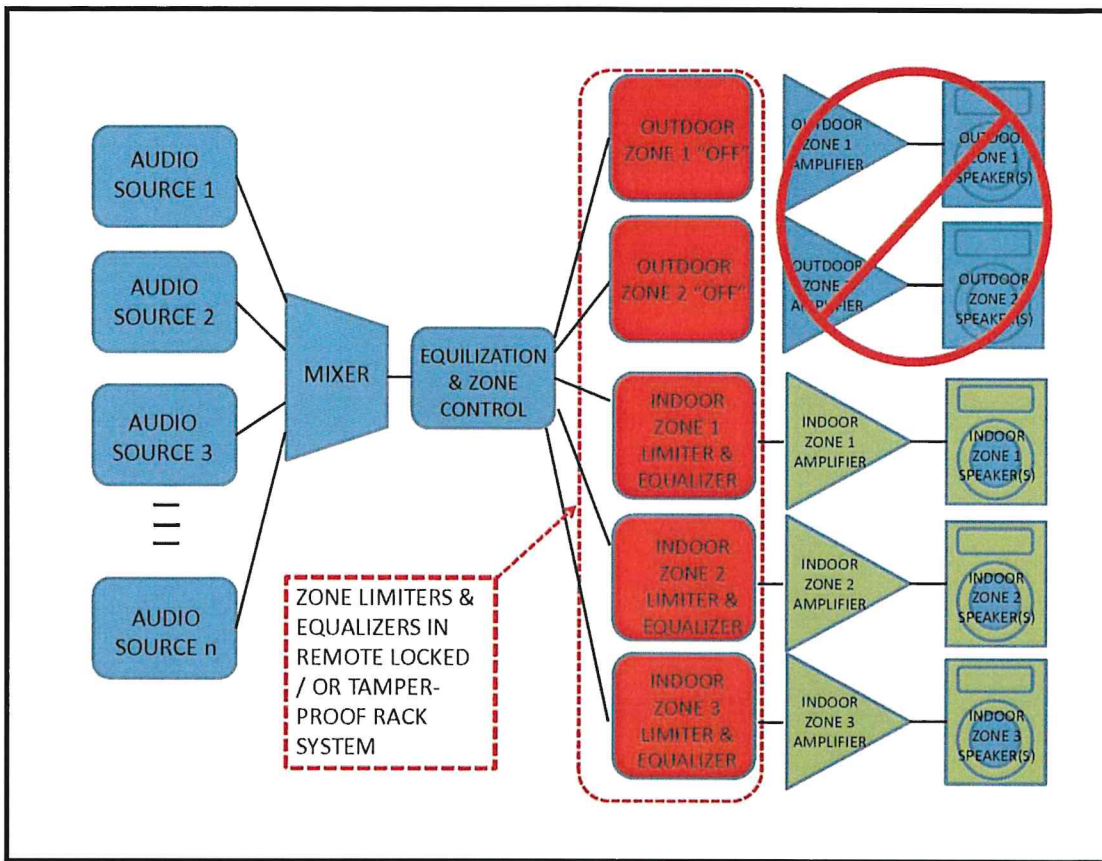 AUDIO
SOURCE 1
AUDIO
SOURCE 2
AUDIO
SOURCE 3
AUDIO
SOURCE n
MIXER
EQUILIZATION
& ZONE
CONTROL
ZONE LIMITERS &
EQUALIZERS IN
REMOTE LOCKED
/ OR TAMPER-
PROOF RACK
SYSTEM
OUTDOOR
ZONE 1 "OFF"
OUTDOOR
ZONE 2 "OFF"
INDOOR
ZONE 1
LIMITER &
EQUALIZER
INDOOR
ZONE 2
LIMITER &
EQUALIZER
INDOOR
ZONE 3
LIMITER &
EQUALIZER
OUTDOOR
ZONE 1
AMPLIFIER
OUTDOOR
ZONE 1
SPEAKER(S)
OUTDOOR
ZONE
AMPLIFIER
OUTDOOR
ZONE 2
SPEAKER(S)
INDOOR
ZONE 1
AMPLIFIER
INDOOR
ZONE 1
SPEAKER(S)
INDOOR
ZONE 2
AMPLIFIER
INDOOR
ZONE 2
SPEAKER(S)
INDOOR
ZONE 3
AMPLIFIER
INDOOR
ZONE 3
SPEAKER(S)